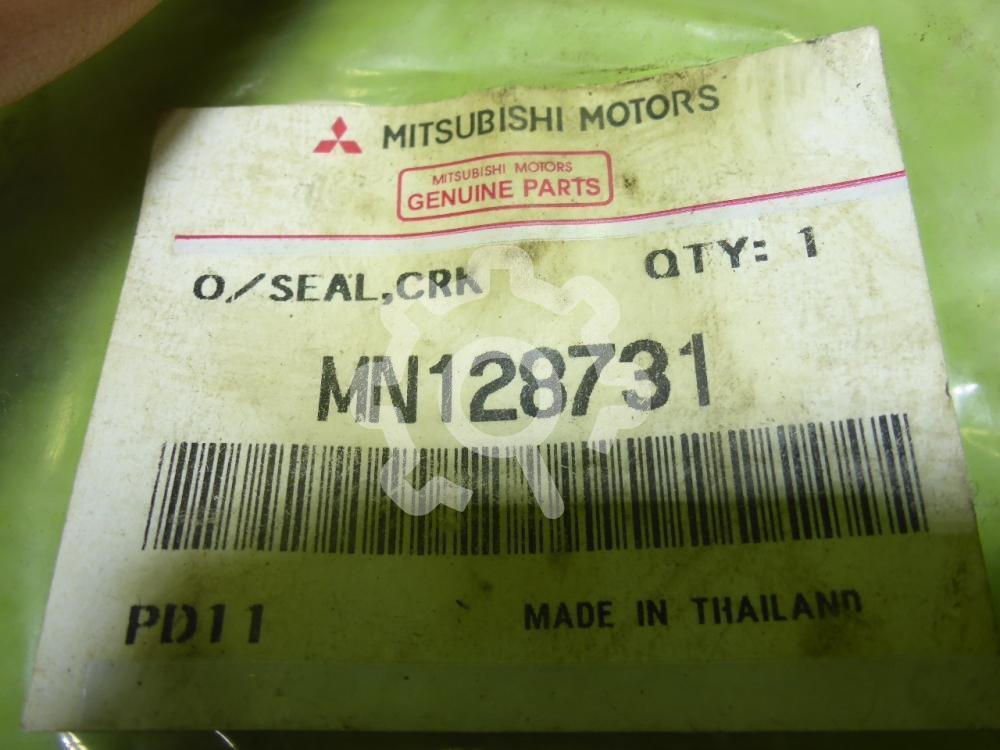 MITSUBISHI MOTORS
MITSUBISHI MOTORS
GENUINE PARTS
O/SEAL,CRK QTY: 1
MN128731
PD11 MADE IN THAILAND